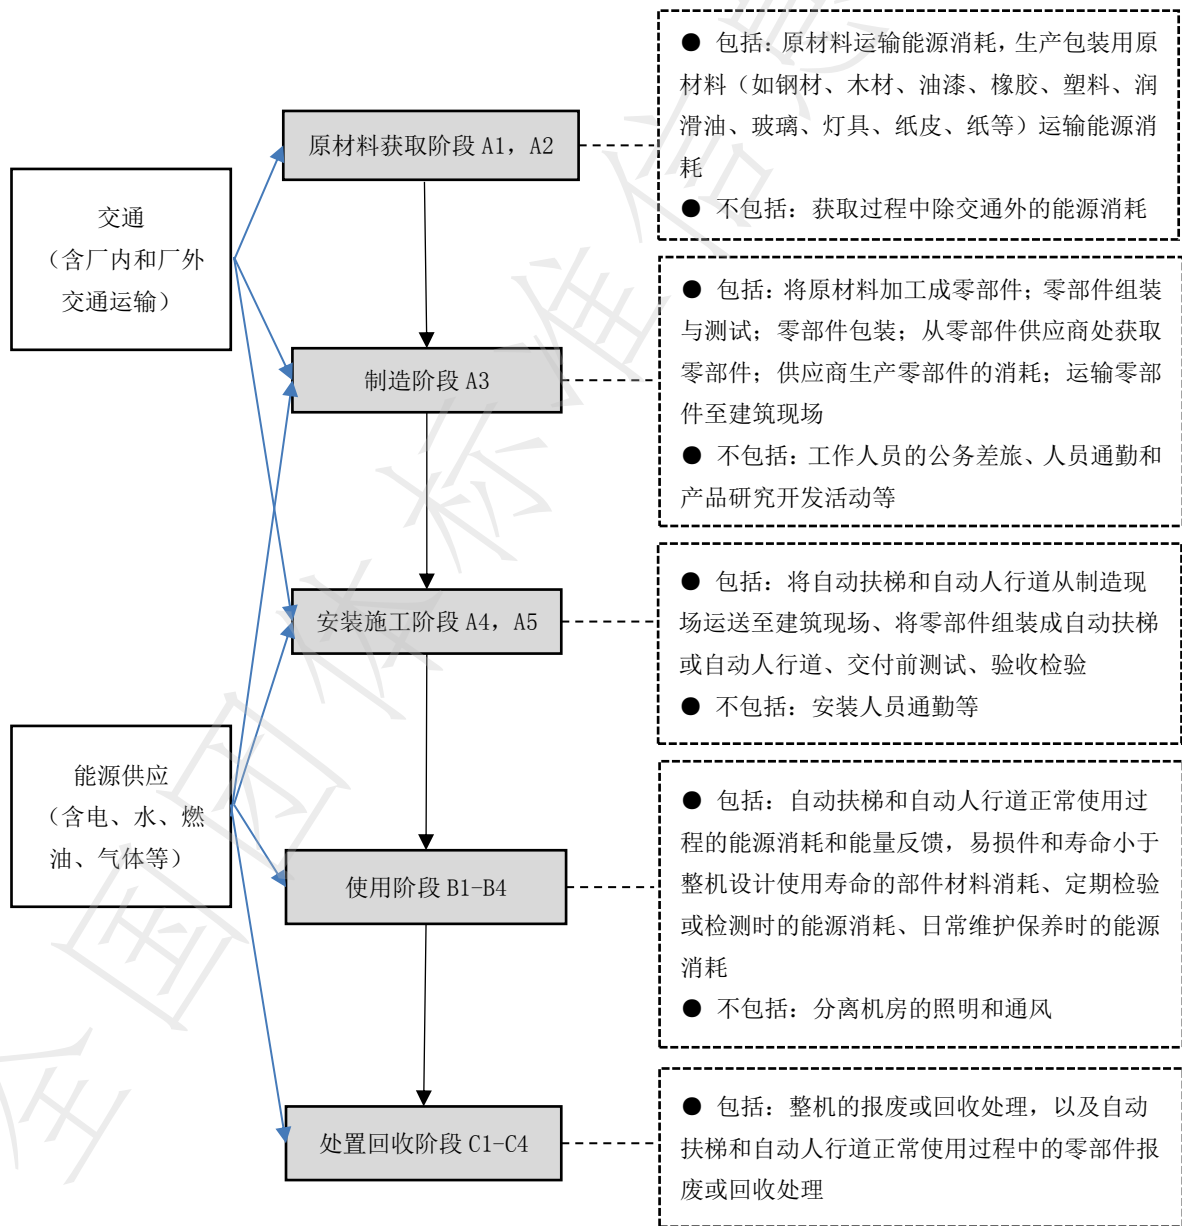 ● 包括：原材料运输能源消耗，生产包装用原
材料（如钢材、木材、油漆、橡胶、塑料、润
滑油、玻璃、灯具、纸皮、纸等）运输能源消
耗
● 不包括：获取过程中除交通外的能源消耗
原材料获取阶段 A1，A2
交通
（含厂内和厂外
交通运输）
● 包括：将原材料加工成零部件；零部件组装
与测试；零部件包装；从零部件供应商处获取
零部件；供应商生产零部件的消耗；运输零部
件至建筑现场
● 不包括：工作人员的公务差旅、人员通勤和
产品研究开发活动等
制造阶段 A3
● 包括：将自动扶梯和自动人行道从制造现
场运送至建筑现场、将零部件组装成自动扶梯
或自动人行道、交付前测试、验收检验
● 不包括：安装人员通勤等
安装施工阶段 A4，A5
能源供应
（含电、水、燃
油、气体等）
● 包括：自动扶梯和自动人行道正常使用过
程的能源消耗和能量反馈，易损件和寿命小于
整机设计使用寿命的部件材料消耗、定期检验
或检测时的能源消耗、日常维护保养时的能源
消耗
● 不包括：分离机房的照明和通风
使用阶段 B1-B4
● 包括：整机的报废或回收处理，以及自动
扶梯和自动人行道正常使用过程中的零部件报
废或回收处理
处置回收阶段 C1-C4
全国团体标准信息